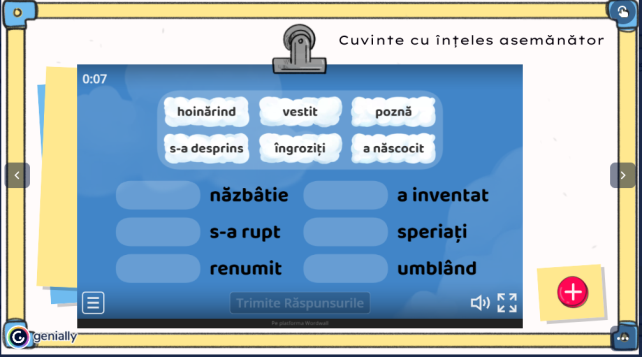 Cuvinte cu înțeles asemănător
0:07
hoinărind vestit poznă
s-a desprins îngroziți a născocit
năzbâtie a inventat
s-a rupt speriați
renumit umblând
Trimite Răspunsurile
Pe platforma Wordwall
genially